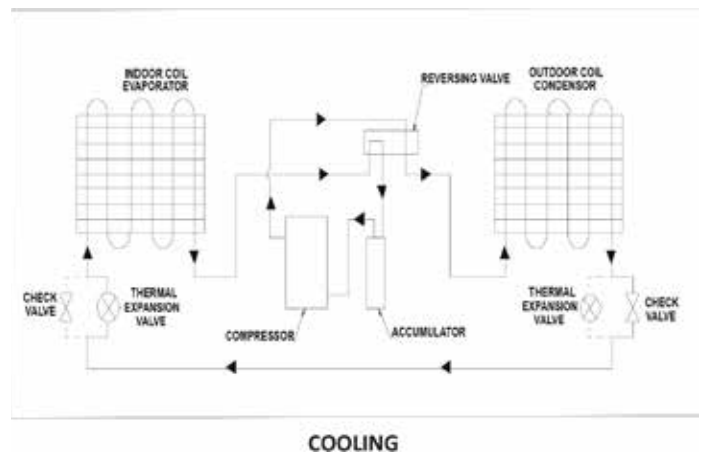 INDOOR COIL
EVAPORATOR
REVERSING VALVE
OUTDOOR COIL
CONDENSOR
CHECK
VALVE
THERMAL
EXPANSION
VALVE
COMPRESSOR
ACCUMULATOR
THERMAL
EXPANSION
VALVE
CHECK
VALVE
COOLING